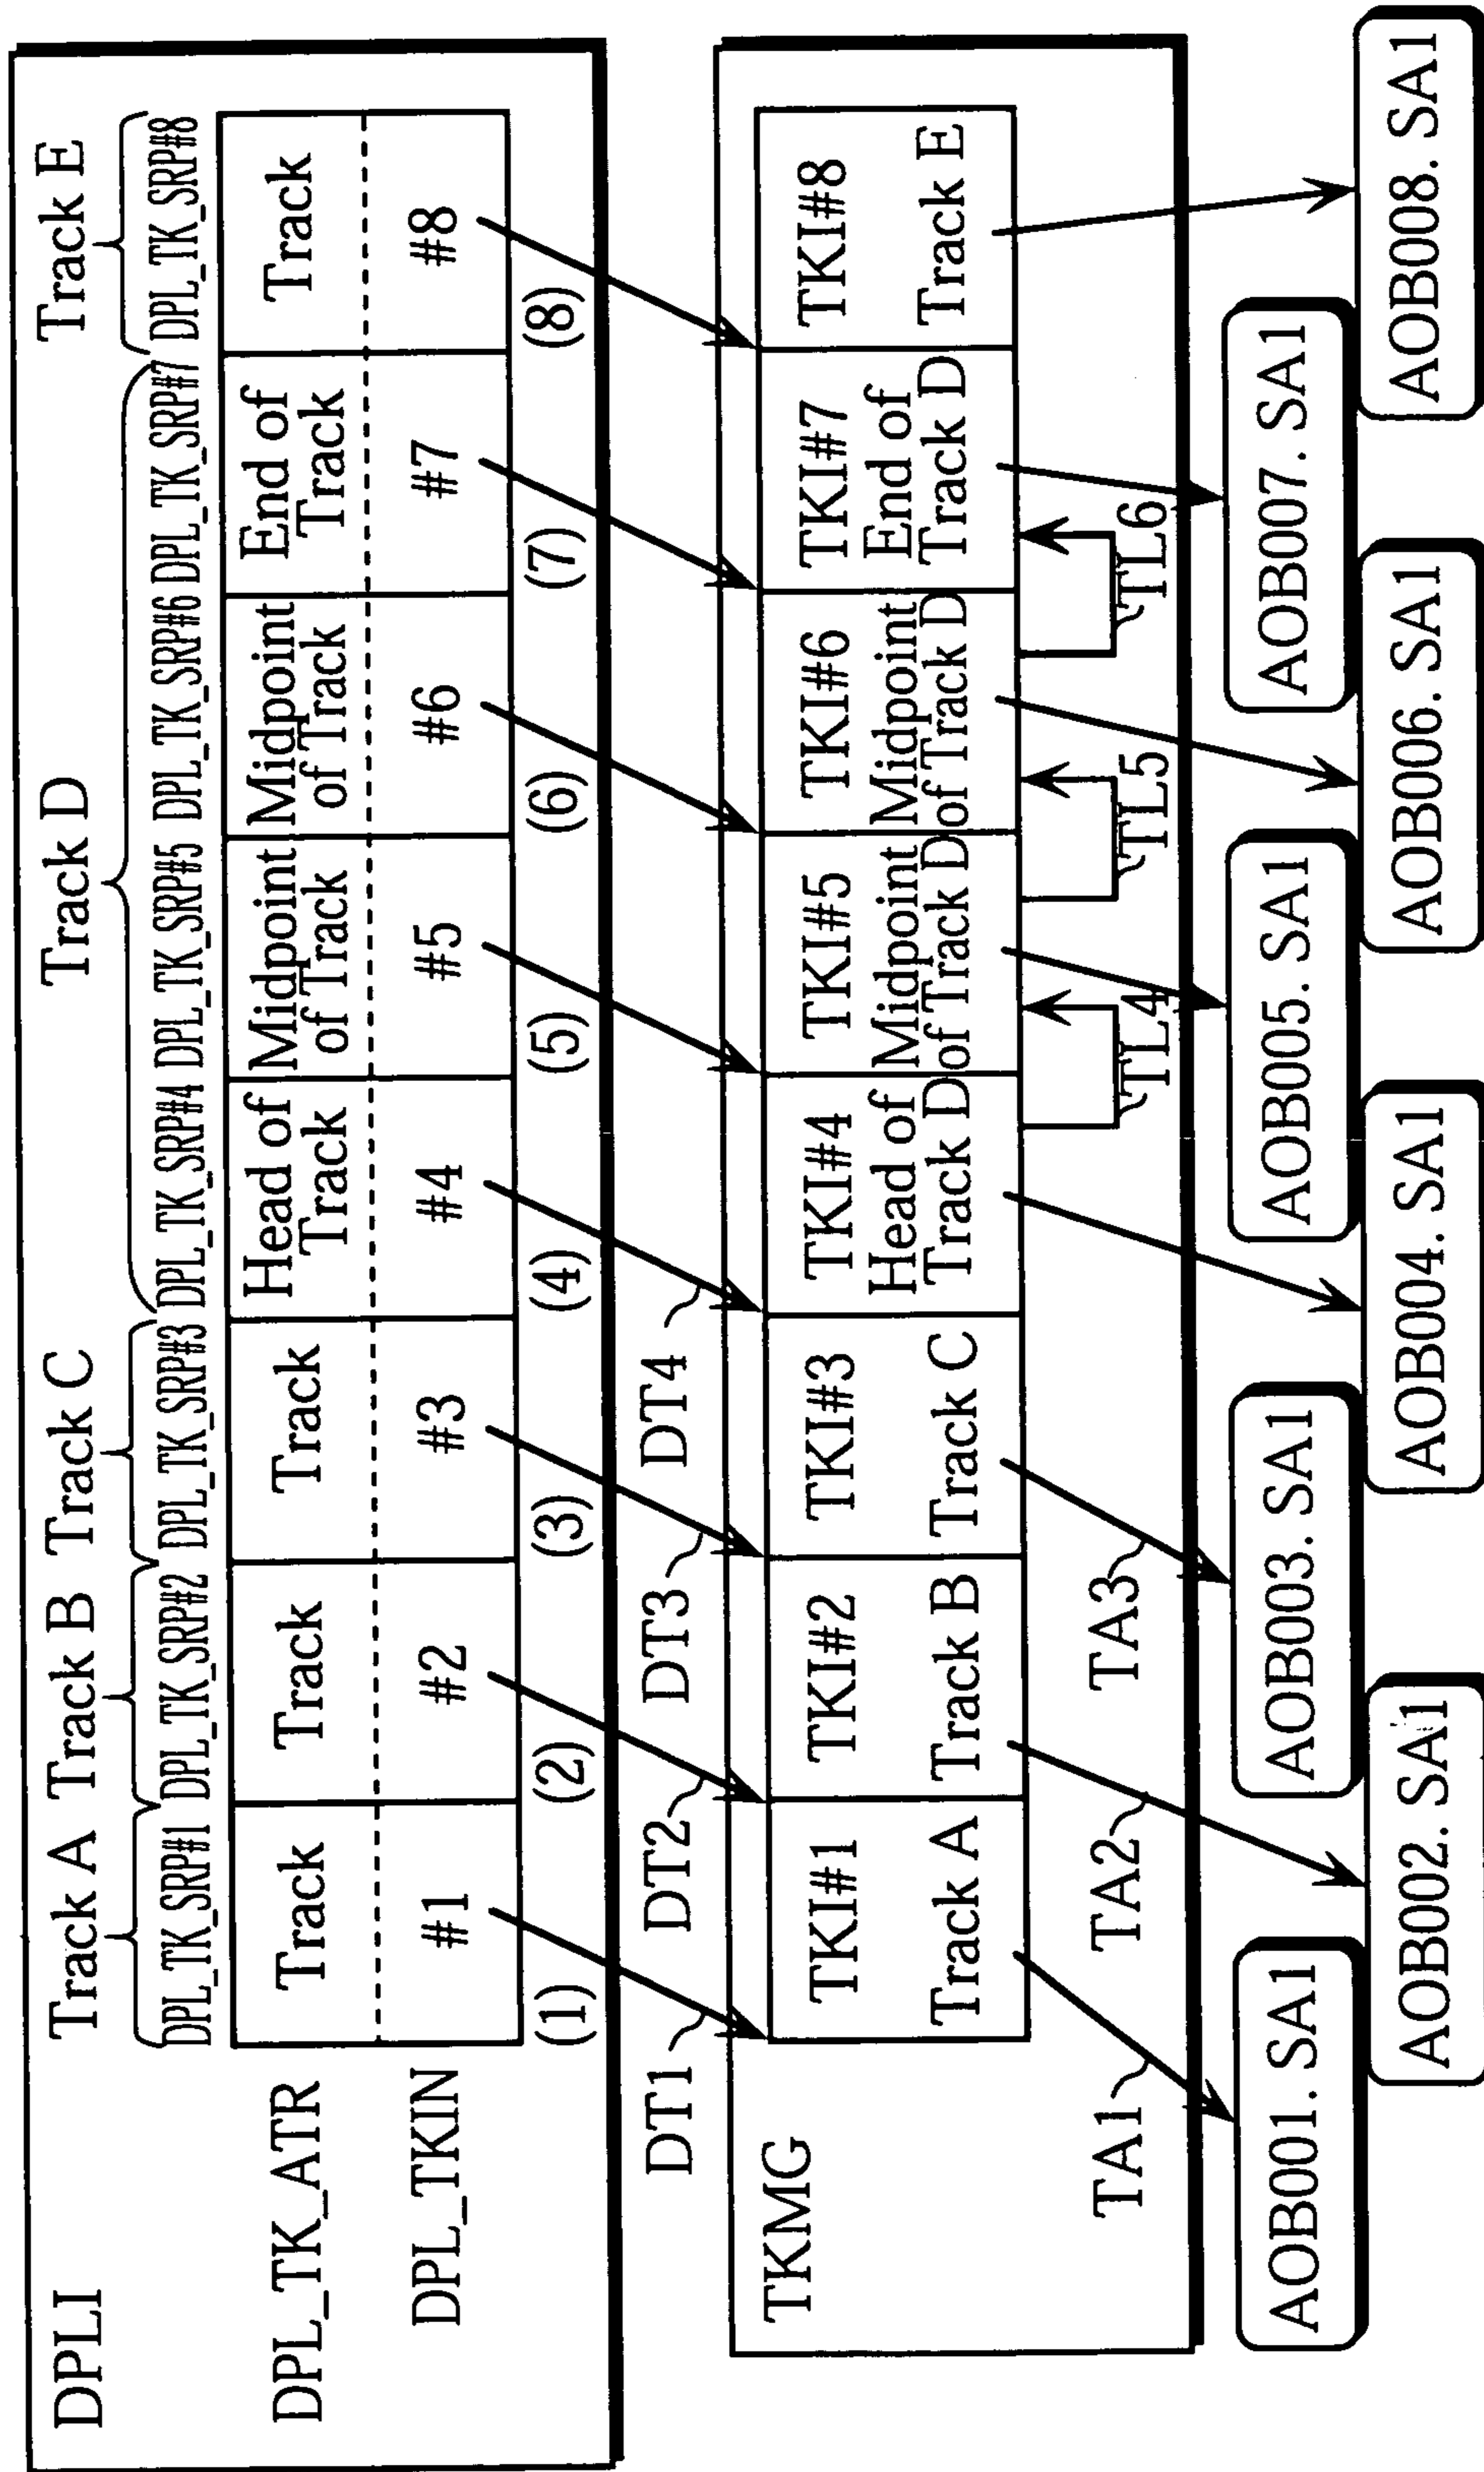 DPLI
Track A Track B Track C Track D Track E
DPL_TK_SRP#1 DPL_TK_SRP#2 DPL_TK_SRP#3 DPL_TK_SRP#4 DPL_TK_SRP#5 DPL_TK_SRP#6 DPL_TK_SRP#7 DPL_TK_SRP#8
DPL_TK_ATR
Track
Track
Track
Head of
Track
Midpoint
of Track
Midpoint
of Track
End of
Track
Track
DPL_TKIN
#1 #2 #3 #4 #5 #6 #7 #8
(1) (2) (3) (4) (5) (6) (7) (8)
DT1 DT2 DT3 DT4
TKMG
TKI#1
Track A
TKI#2
Track B
TKI#3
Track C
TKI#4
Head of
Track D
TKI#5
Midpoint
of Track D
TKI#6
Midpoint
of Track D
TKI#7
End of
Track D
TKI#8
Track E
TA1 TA2 TA3 TL4 TL5 TL6
AOB001. SA1 AOB003. SA1 AOB005. SA1 AOB007. SA1
AOB002. SA1 AOB004. SA1 AOB006. SA1 AOB008. SA1